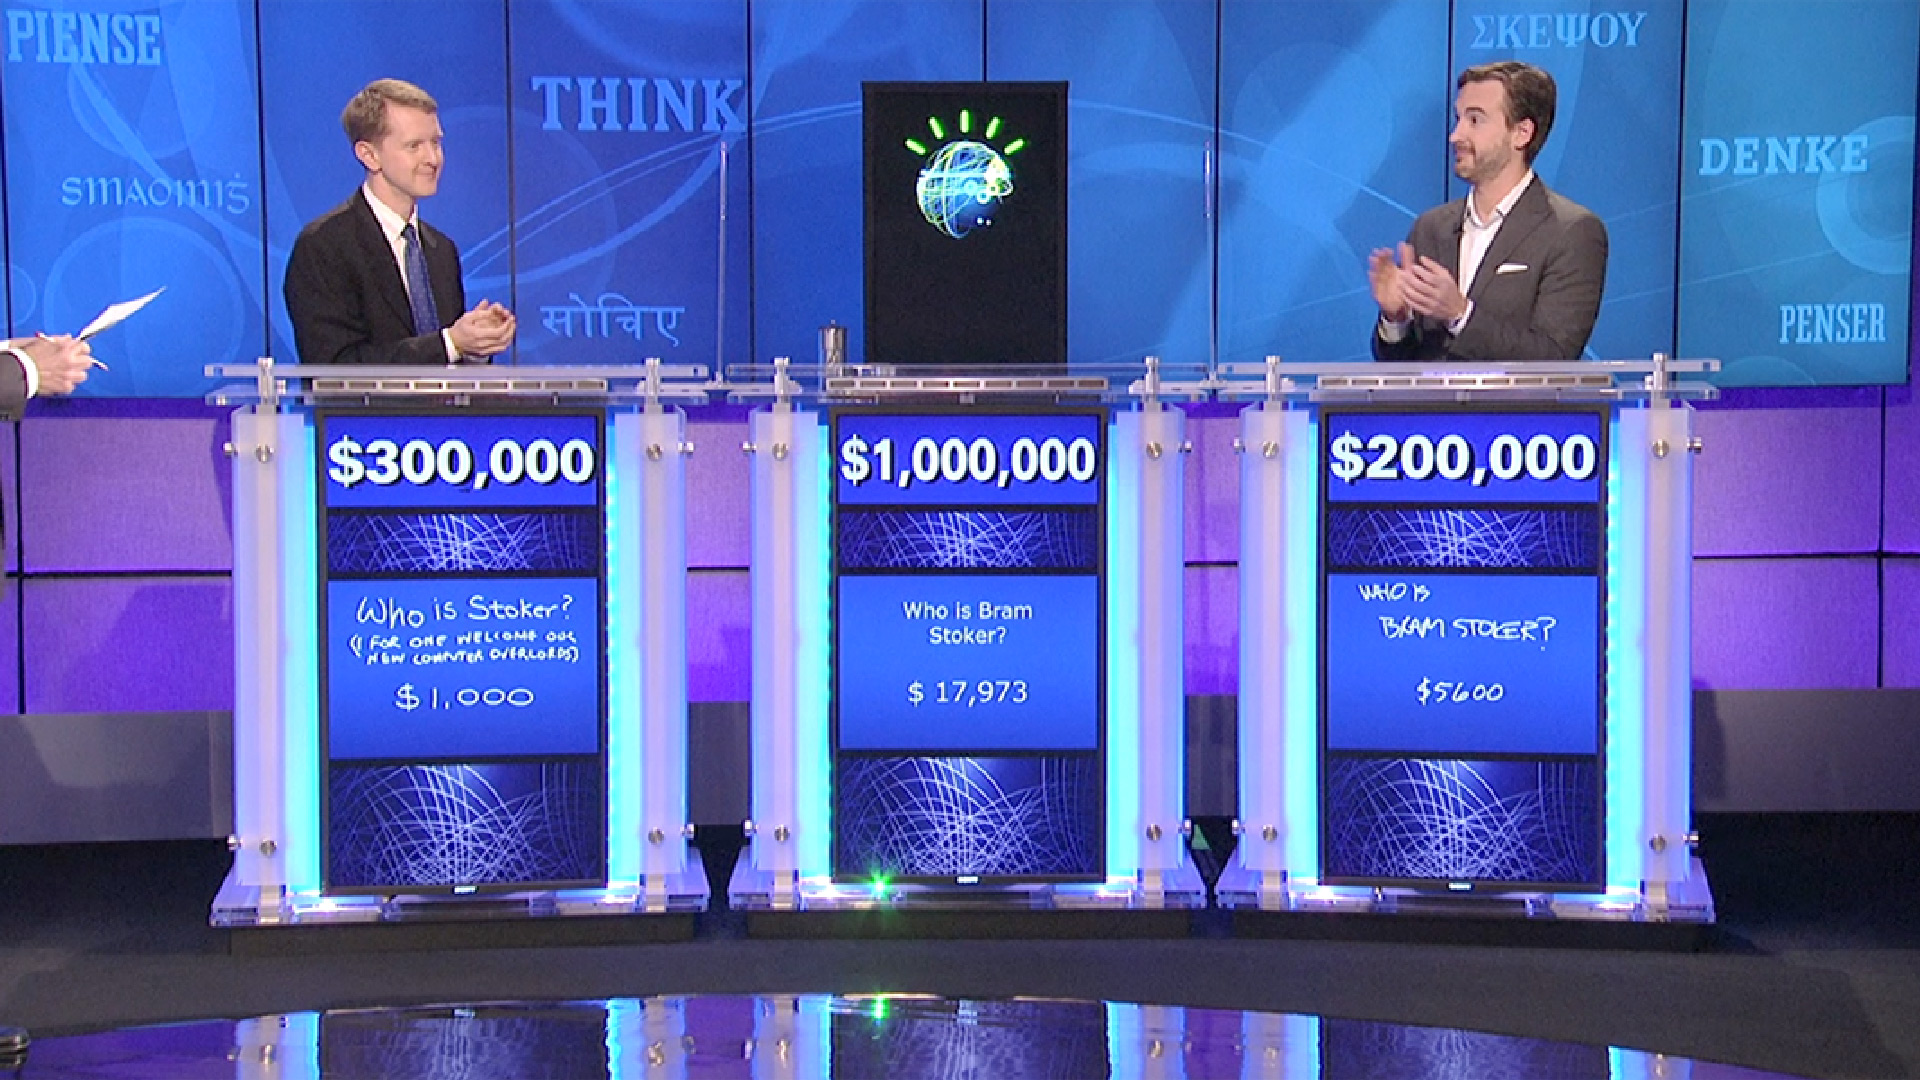 PIENSE
THINK
ΣΚΕΨΟΥ
DENKE
smaoınıġ
सोचिए
PENSER
$300,000
Who is Stoker?
(I FOR ONE WELCOME OUR
NEW COMPUTER OVERLORDS)
$1,000
$1,000,000
Who is Bram
Stoker?
$ 17,973
$200,000
WHO IS
BRAM STOKER?
$5600